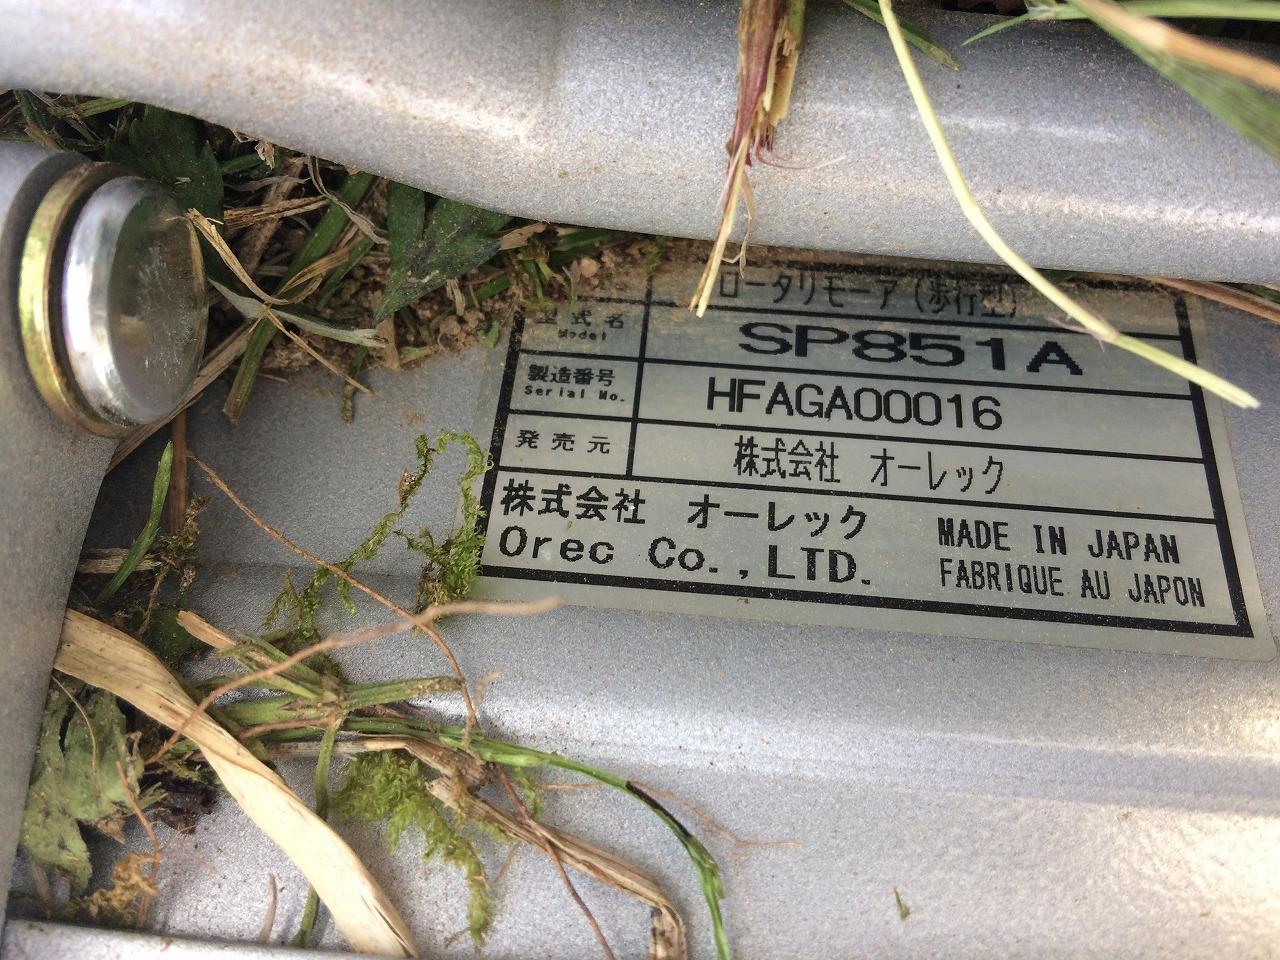 ロータリモーア（歩行型）
型式名 Model SP851A
製造番号 Serial No. HFAGA00016
発売元 株式会社 オーレック
株式会社 オーレック
Orec Co.,LTD.
MADE IN JAPAN
FABRIQUE AU JAPON